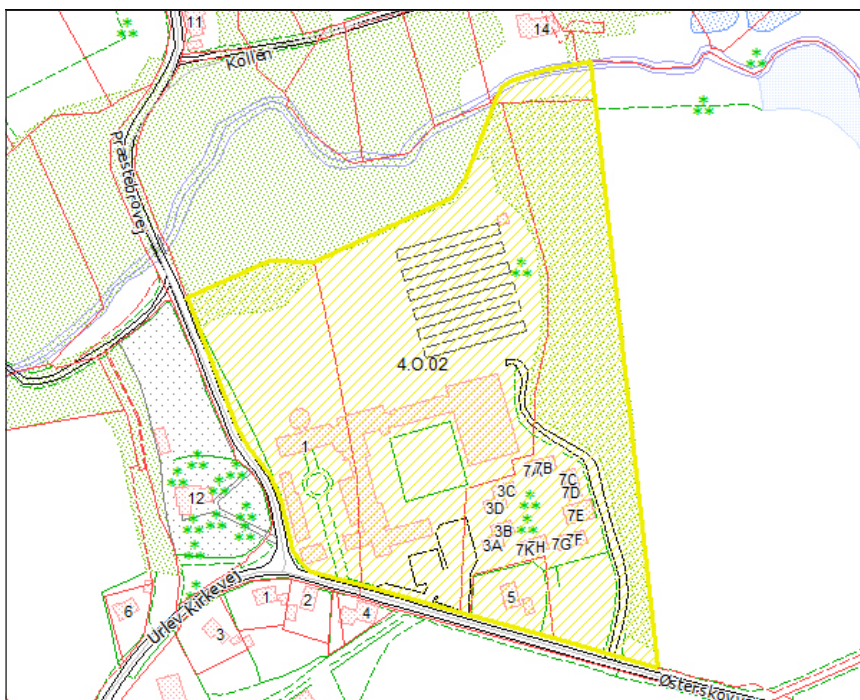 11
14
Kollen
Præstebrovej
4.O.02
1
7A 7B
7C
3C
7D
3D
7E
12
3B
3A
7K 7H 7G 7F
5
6
1
2
4
3
Urlev Kirkevej
Østerskovvej